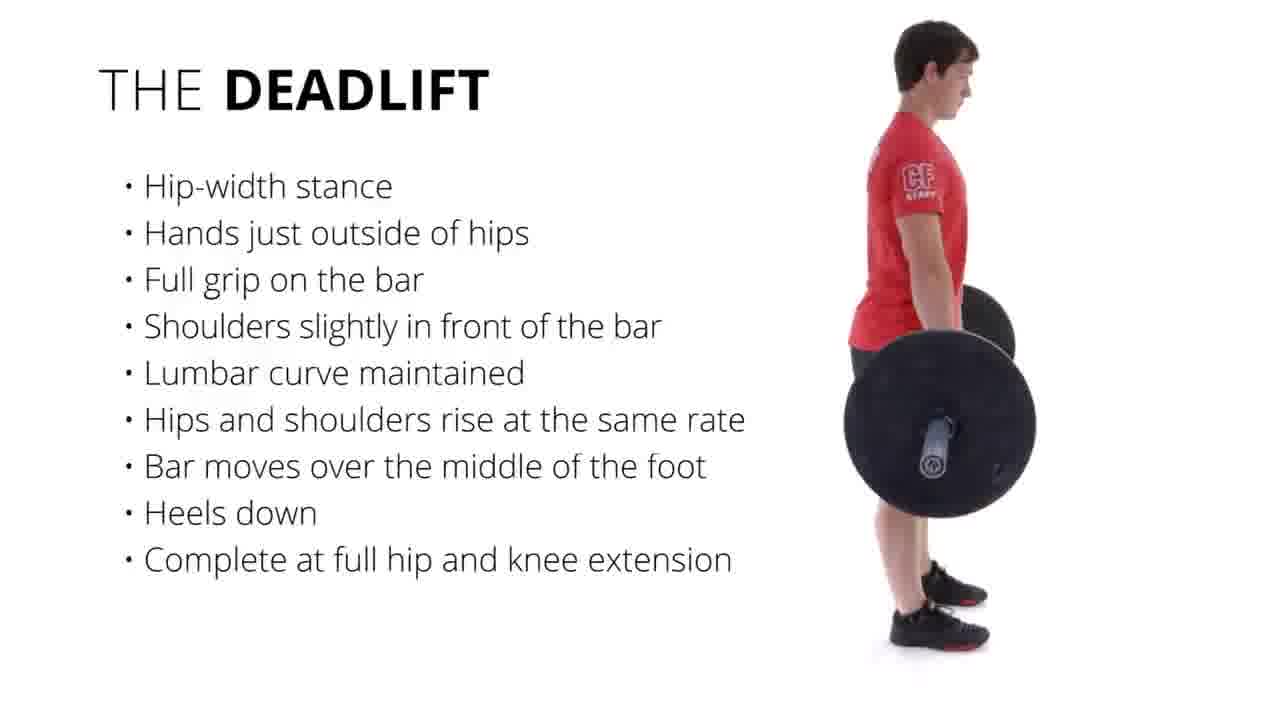 THE DEADLIFT
• Hip-width stance
• Hands just outside of hips
• Full grip on the bar
• Shoulders slightly in front of the bar
• Lumbar curve maintained
• Hips and shoulders rise at the same rate
• Bar moves over the middle of the foot
• Heels down
• Complete at full hip and knee extension
CF
STAFF